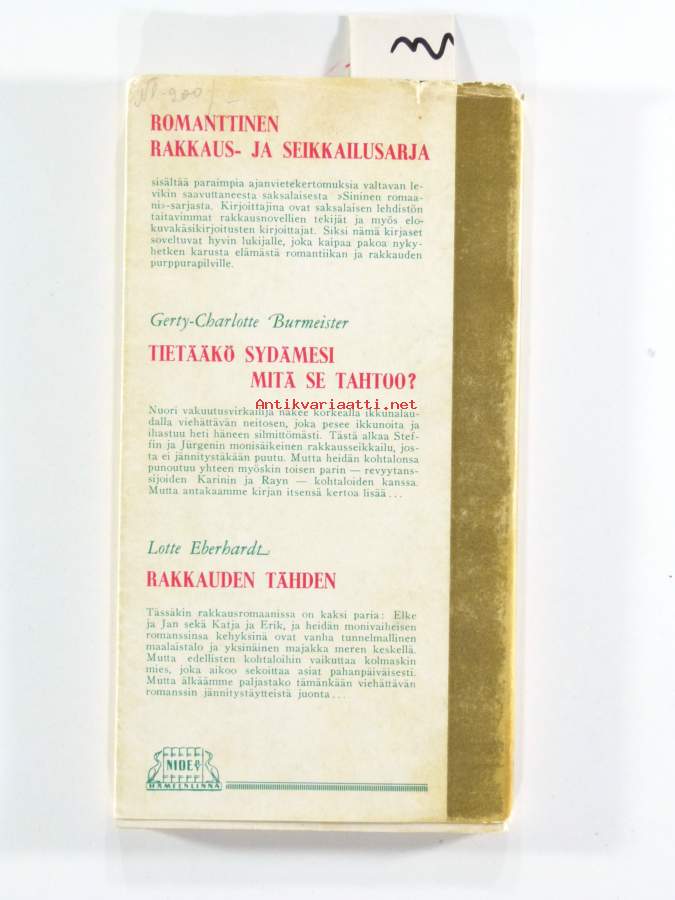 ROMANTTINEN
RAKKAUS- JA SEIKKAILUSARJA
sisältää paraimpia ajanvietekertomuksia valtavan le-
vikin saavuttaneesta saksalaisesta »Sininen romaa-
ni»-sarjasta. Kirjoittajina ovat saksalaisen lehdistön
taitavimmat rakkausnovellien tekijät ja myös elo-
kuvakäsikirjoitusten kirjoittajat. Siksi nämä kirjaset
soveltuvat hyvin lukijalle, joka kaipaa pakoa nyky-
hetken karusta elämästä romantiikan ja rakkauden
purppurapilville.
Gerty-Charlotte Burmeister
TIETÄÄKÖ SYDÄMESI
MITÄ SE TAHTOO?
Antikvariaatti.net
Nuori vakuutusvirkailija näkee korkealla ikkunalau-
dalla viehättävän neitosen, joka pesee ikkunoita ja
ihastuu heti häneen silmittömästi. Tästä alkaa Stef-
fin ja Jürgenin monisäikeinen rakkausseikkailu, jos-
ta ei jännitystäkään puutu. Mutta heidän kohtalonsa
punoutuu yhteen myöskin toisen parin — revyytans-
sijoiden Karinin ja Rayn — kohtaloiden kanssa.
Mutta antakaamme kirjan itsensä kertoa lisää...
Lotte Eberhardt
RAKKAUDEN TÄHDEN
Tässäkin rakkausromaanissa on kaksi paria: Elke
ja Jan sekä Katja ja Erik, ja heidän monivaiheisen
romanssinsa kehyksinä ovat vanha tunnelmallinen
maalaistalo ja yksinäinen majakka meren keskellä.
Mutta edellisten kohtaloihin vaikuttaa kolmaskin
mies, joka aikoo sekoittaa asiat pahanpäiväisesti.
Mutta älkäämme paljastako tämänkään viehättävän
romanssin jännitystäytteistä juonta....
NIDE
HÄMEENLINNA